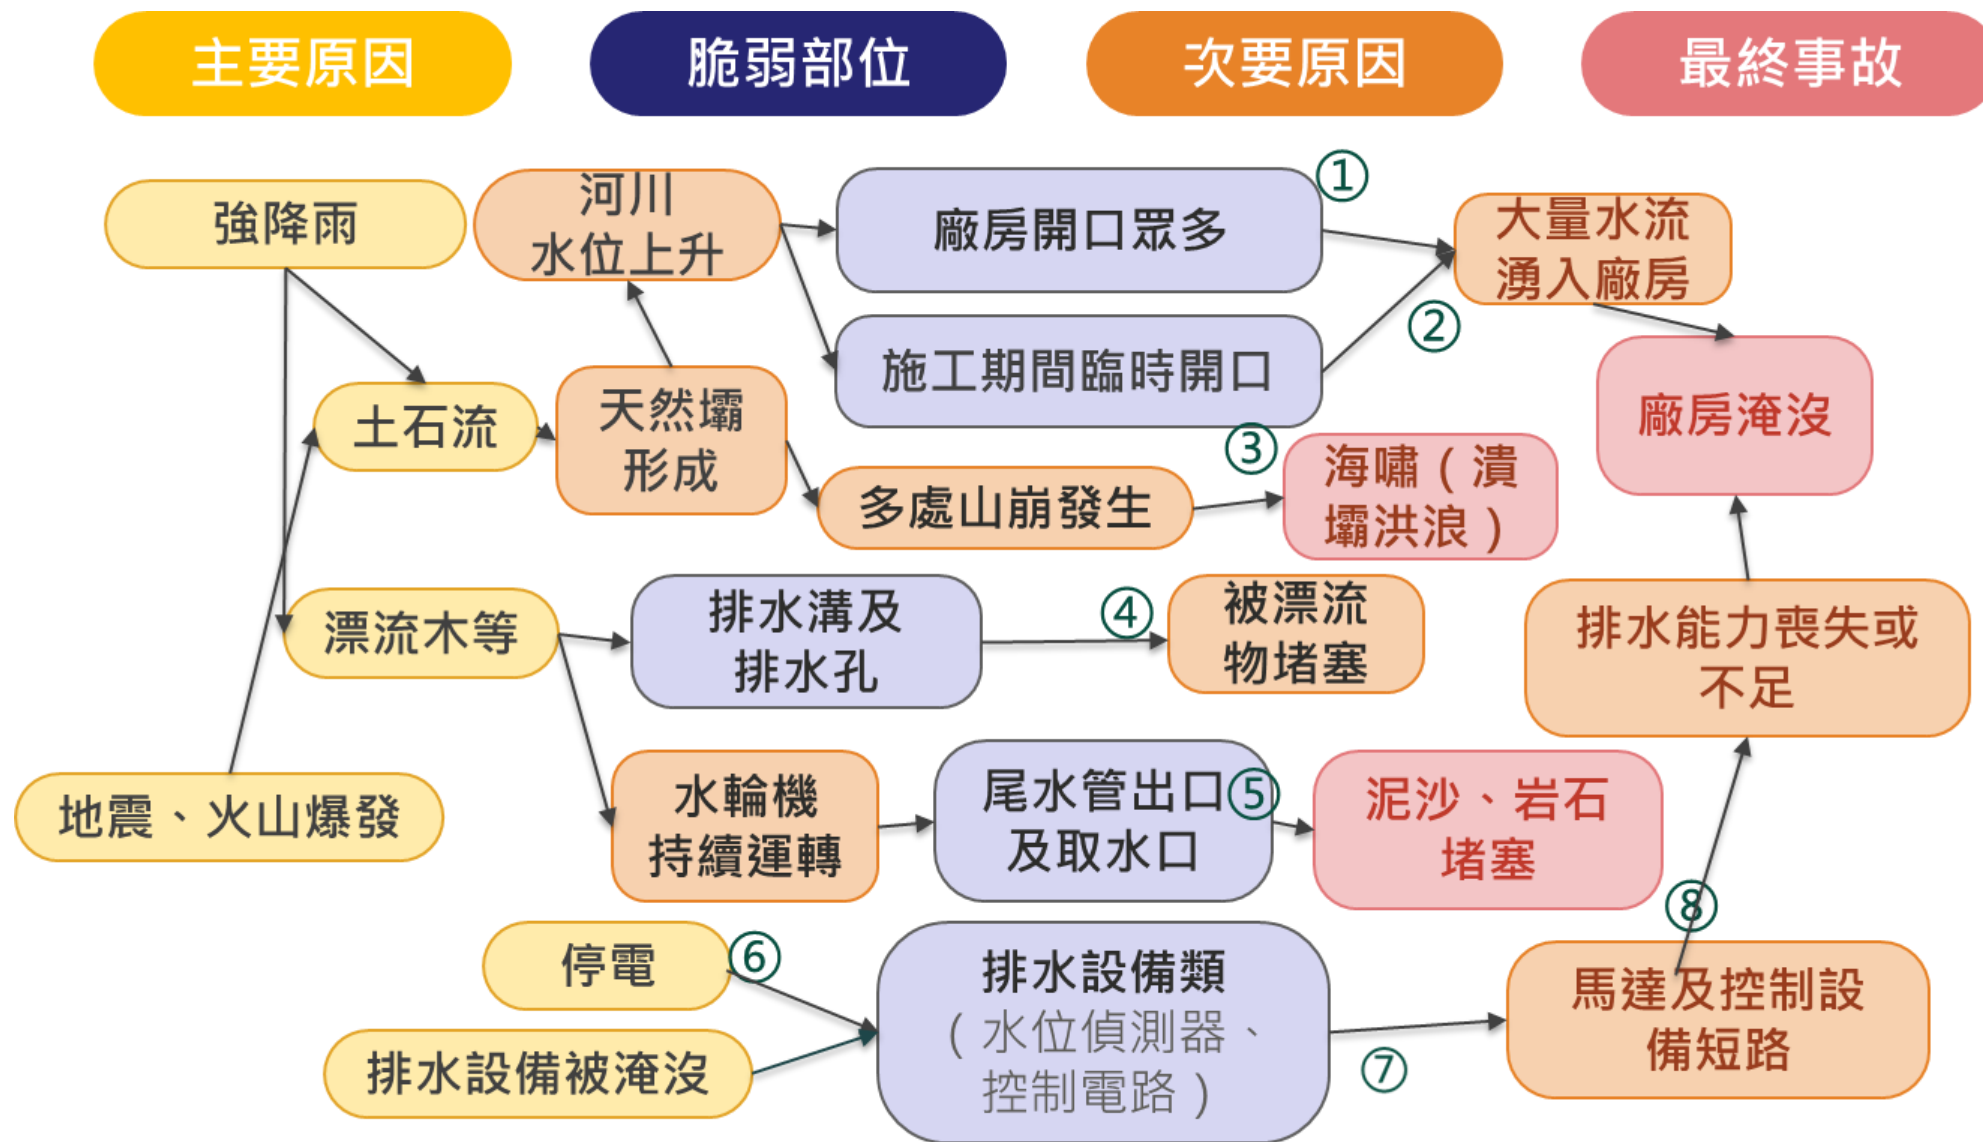 主要原因
脆弱部位
次要原因
最終事故
強降雨
河川
水位上升
廠房開口眾多
①
大量水流
湧入廠房
施工期間臨時開口
②
土石流
天然壩
形成
廠房淹沒
③
多處山崩發生
海嘯（潰
壩洪浪）
漂流木等
排水溝及
排水孔
④
被漂流
物堵塞
排水能力喪失或
不足
地震、火山爆發
水輪機
持續運轉
尾水管出口
及取水口
⑤
泥沙、岩石
堵塞
⑧
停電
⑥
排水設備類
（水位偵測器、
控制電路）
馬達及控制設
備短路
排水設備被淹沒
⑦